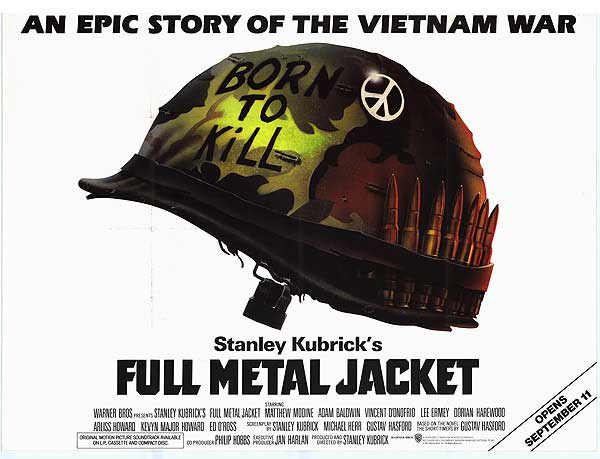 AN EPIC STORY OF THE VIETNAM WAR
BORN
TO
KiLL
Stanley Kubrick's
FULL METAL JACKET
STARRING
WARNER BROS PRESENTS STANLEY KUBRICK'S FULL METAL JACKET MATTHEW MODINE ADAM BALDWIN VINCENT D'ONOFRIO LEE ERMEY DORIAN HAREWOOD
ARLISS HOWARD KEVYN MAJOR HOWARD ED O'ROSS SCREENPLAY BY STANLEY KUBRICK MICHAEL HERR GUSTAV HASFORD BASED ON THE NOVEL THE SHORT-TIMERS BY GUSTAV HASFORD
ORIGINAL MOTION PICTURE SOUNDTRACK AVAILABLE
ON L.P., CASSETTE AND COMPACT DISC.
CO PRODUCER PHILIP HOBBS EXECUTIVE PRODUCER JAN HARLAN PRODUCED AND DIRECTED BY STANLEY KUBRICK
OPENS
SEPTEMBER 11